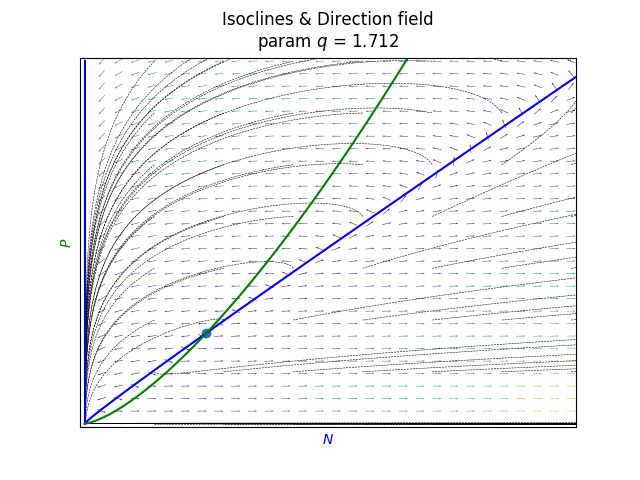 Isoclines & Direction field
param q = 1.712
P
N